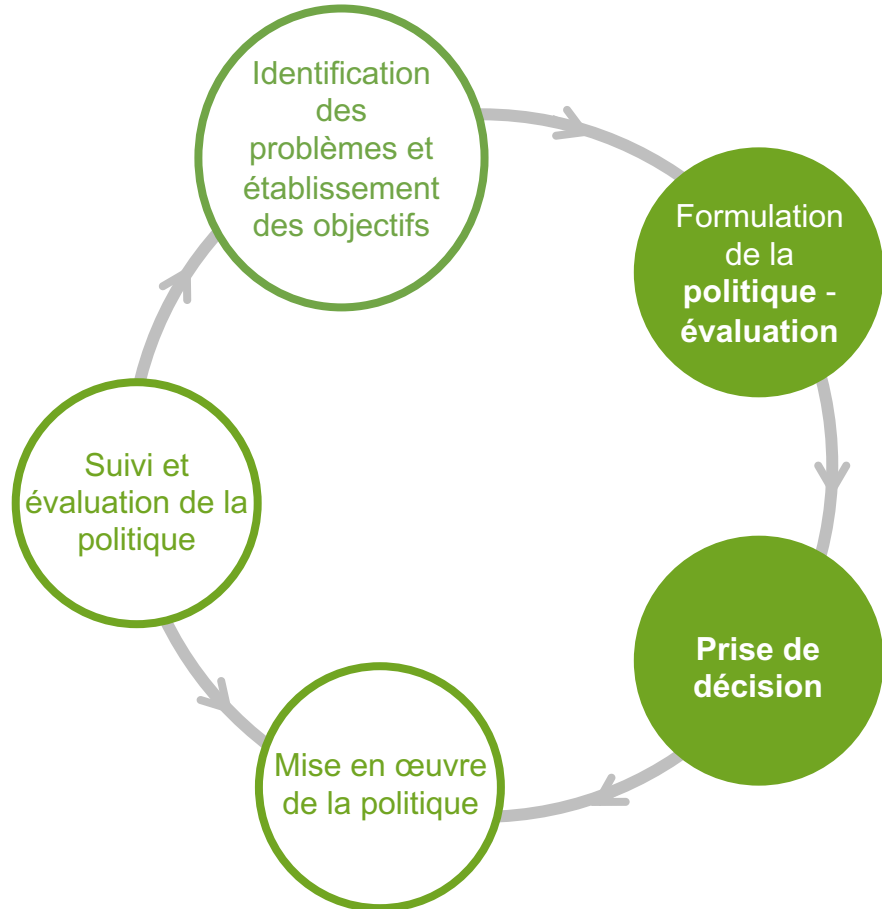 Identification
des
problèmes et
établissement
des objectifs
Formulation
de la
politique -
évaluation
Prise de
décision
Mise en œuvre
de la politique
Suivi et
évaluation de la
politique